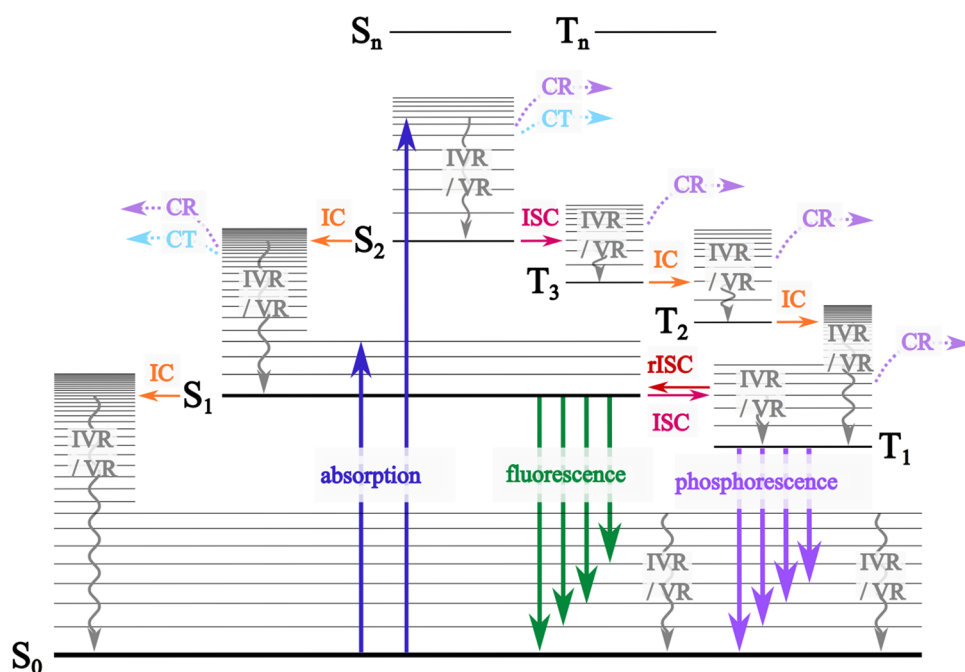 Sn Tn
CR
CT
IVR
/ VR
CR
CT
IC
S2
ISC
IVR
/ VR
CR
T3
IC
IVR
/ VR
CR
IVR
/ VR
T2
IC
IVR
/ VR
CR
IC
S1
rISC
ISC
IVR
/ VR
T1
IVR
/ VR
absorption
fluorescence
phosphorescence
IVR
/ VR
IVR
/ VR
S0